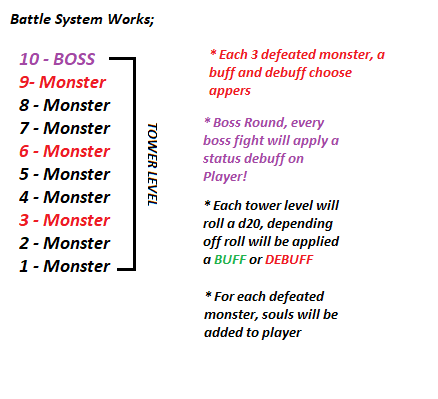 Battle System Works;
10 - BOSS
9- Monster
8 - Monster
7 - Monster
6 - Monster
5 - Monster
4 - Monster
3 - Monster
2 - Monster
1 - Monster
TOWER LEVEL
* Each 3 defeated monster, a
buff and debuff choose
appers
* Boss Round, every
boss fight will apply a
status debuff on
Player!
* Each tower level will
roll a d20, depending
off roll will be applied
a BUFF or DEBUFF
* For each defeated
monster, souls will be
added to player